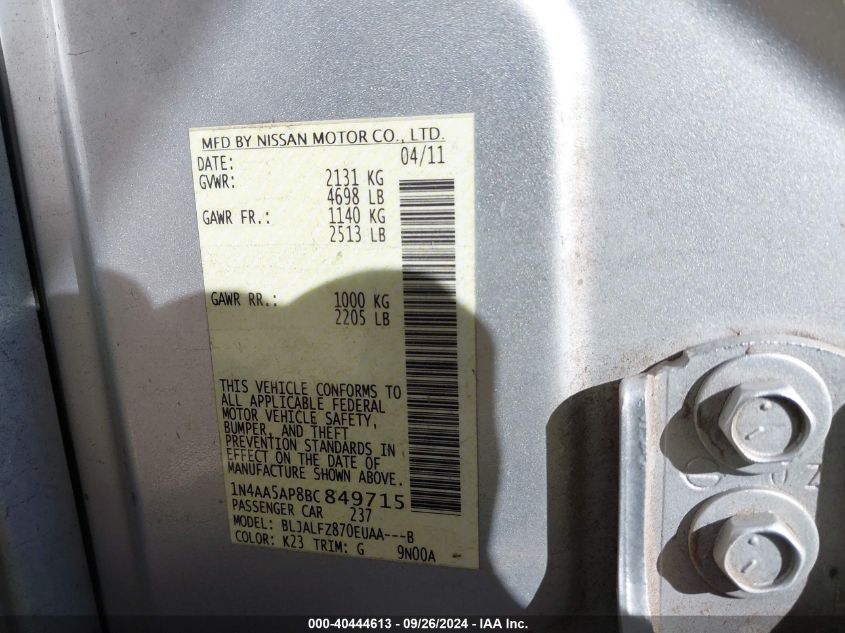 MFD BY NISSAN MOTOR CO., LTD.
DATE: 04/11
GVWR: 2131 KG
4698 LB
GAWR FR.: 1140 KG
2513 LB
GAWR RR.: 1000 KG
2205 LB
THIS VEHICLE CONFORMS TO
ALL APPLICABLE FEDERAL
MOTOR VEHICLE SAFETY,
BUMPER, AND THEFT
PREVENTION STANDARDS IN
EFFECT ON THE DATE OF
MANUFACTURE SHOWN ABOVE.
1N4AA5AP8BC849715
PASSENGER CAR 237
MODEL: BLJALFZ870EUAA---B
COLOR: K23 TRIM: G 9N00A
000-40444613 - 09/26/2024 - IAA Inc.